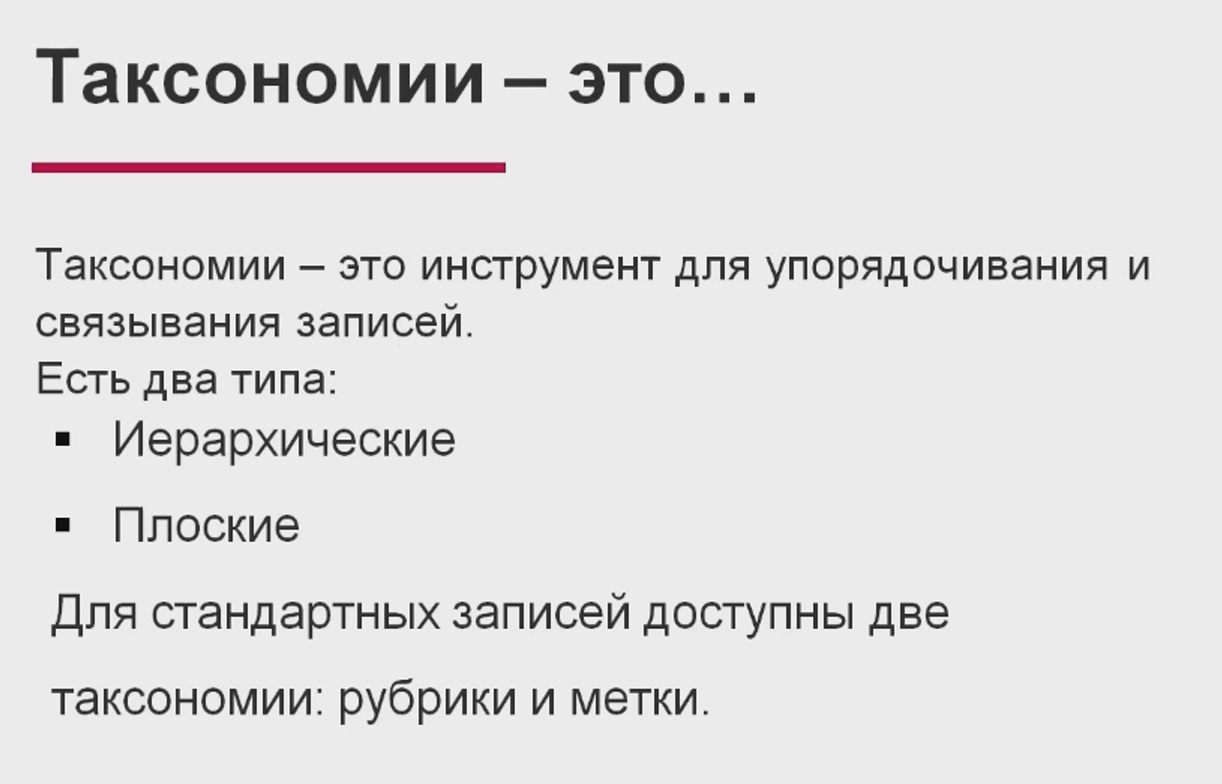 Таксономии – это...
Таксономии – это инструмент для упорядочивания и
связывания записей.
Есть два типа:
▪ Иерархические
▪ Плоские
Для стандартных записей доступны две
таксономии: рубрики и метки.